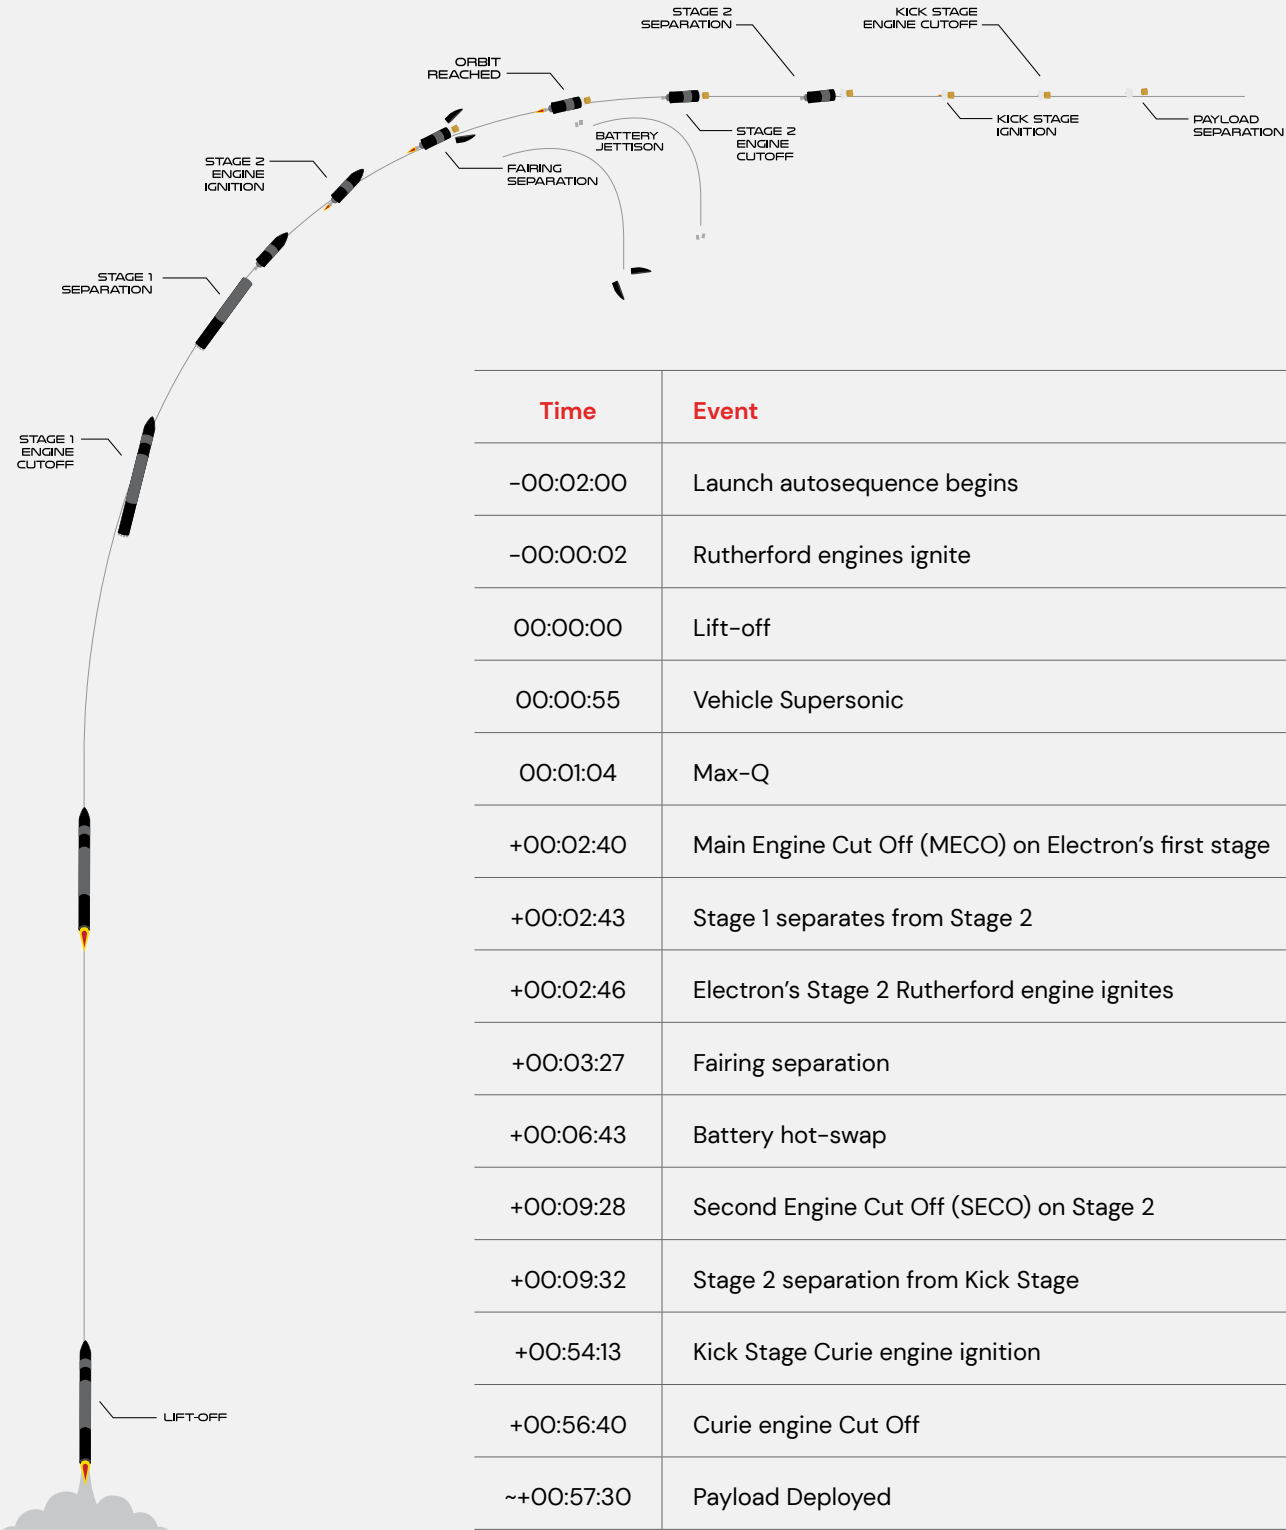 STAGE 2
SEPARATION
KICK STAGE
ENGINE CUTOFF
ORBIT
REACHED
KICK STAGE
IGNITION
PAYLOAD
SEPARATION
BATTERY
JETTISON
STAGE 2
ENGINE
CUTOFF
STAGE 2
ENGINE
IGNITION
FAIRING
SEPARATION
STAGE 1
SEPARATION
STAGE 1
ENGINE
CUTOFF
LIFT-OFF
Time Event
-00:02:00 Launch autosequence begins
-00:00:02 Rutherford engines ignite
00:00:00 Lift-off
00:00:55 Vehicle Supersonic
00:01:04 Max-Q
+00:02:40 Main Engine Cut Off (MECO) on Electron's first stage
+00:02:43 Stage 1 separates from Stage 2
+00:02:46 Electron's Stage 2 Rutherford engine ignites
+00:03:27 Fairing separation
+00:06:43 Battery hot-swap
+00:09:28 Second Engine Cut Off (SECO) on Stage 2
+00:09:32 Stage 2 separation from Kick Stage
+00:54:13 Kick Stage Curie engine ignition
+00:56:40 Curie engine Cut Off
~+00:57:30 Payload Deployed